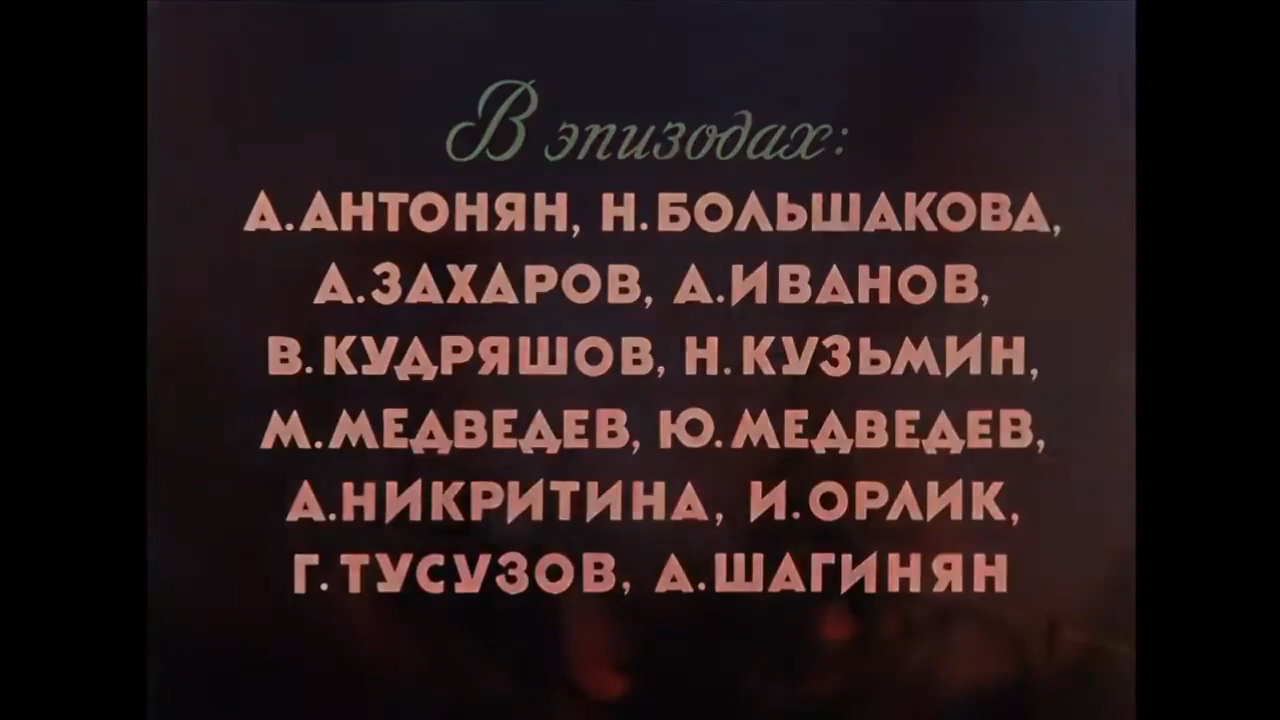 В эпизодах:
А.АНТОНЯН, Н.БОЛЬШАКОВА,
А.ЗАХАРОВ, А.ИВАНОВ,
В.КУДРЯШОВ, Н.КУЗЬМИН,
М.МЕДВЕДЕВ, Ю.МЕДВЕДЕВ,
А.НИКРИТИНА, И.ОРЛИК,
Г.ТУСУЗОВ, А.ШАГИНЯН